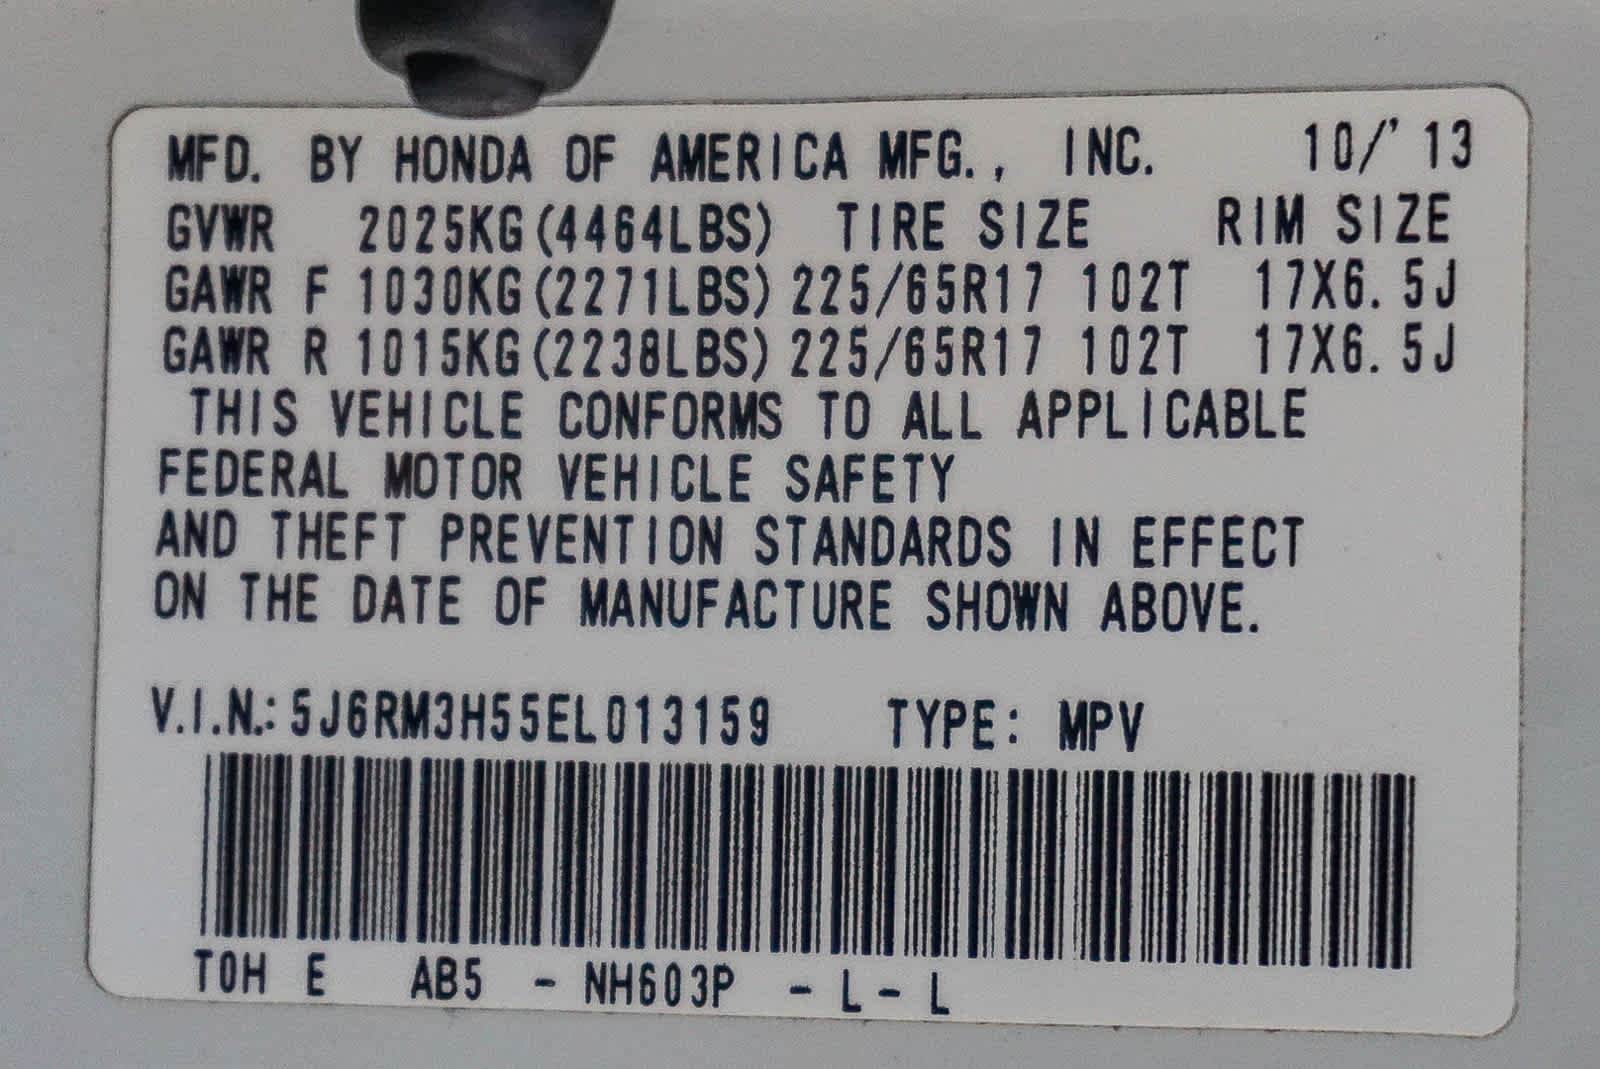 MFD. BY HONDA OF AMERICA MFG., INC. 10/'13
GVWR 2025KG(4464LBS) TIRE SIZE RIM SIZE
GAWR F 1030KG(2271LBS) 225/65R17 102T 17X6.5J
GAWR R 1015KG(2238LBS) 225/65R17 102T 17X6.5J
THIS VEHICLE CONFORMS TO ALL APPLICABLE
FEDERAL MOTOR VEHICLE SAFETY
AND THEFT PREVENTION STANDARDS IN EFFECT
ON THE DATE OF MANUFACTURE SHOWN ABOVE.
V.I.N.: 5J6RM3H55EL013159 TYPE: MPV
T0H E AB5 - NH603P - L - L